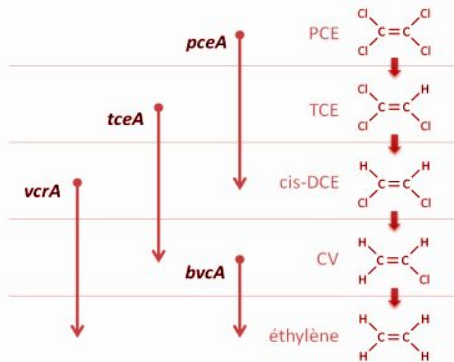 pceA
PCE
Cl Cl
C=C
Cl Cl
tceA
TCE
Cl H
C=C
Cl Cl
vcrA
cis-DCE
H H
C=C
Cl Cl
bvcA
CV
H H
C=C
H Cl
éthylène
H H
C=C
H H